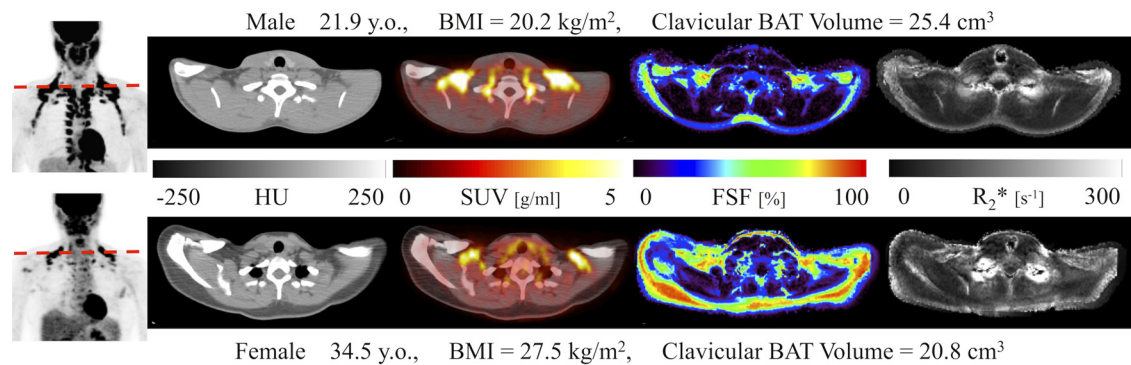 Male 21.9 y.o., BMI = 20.2 kg/m², Clavicular BAT Volume = 25.4 cm³
-250 HU 250 0 SUV [g/ml] 5 0 FSF [%] 100 0 R₂* [s⁻¹] 300
Female 34.5 y.o., BMI = 27.5 kg/m², Clavicular BAT Volume = 20.8 cm³